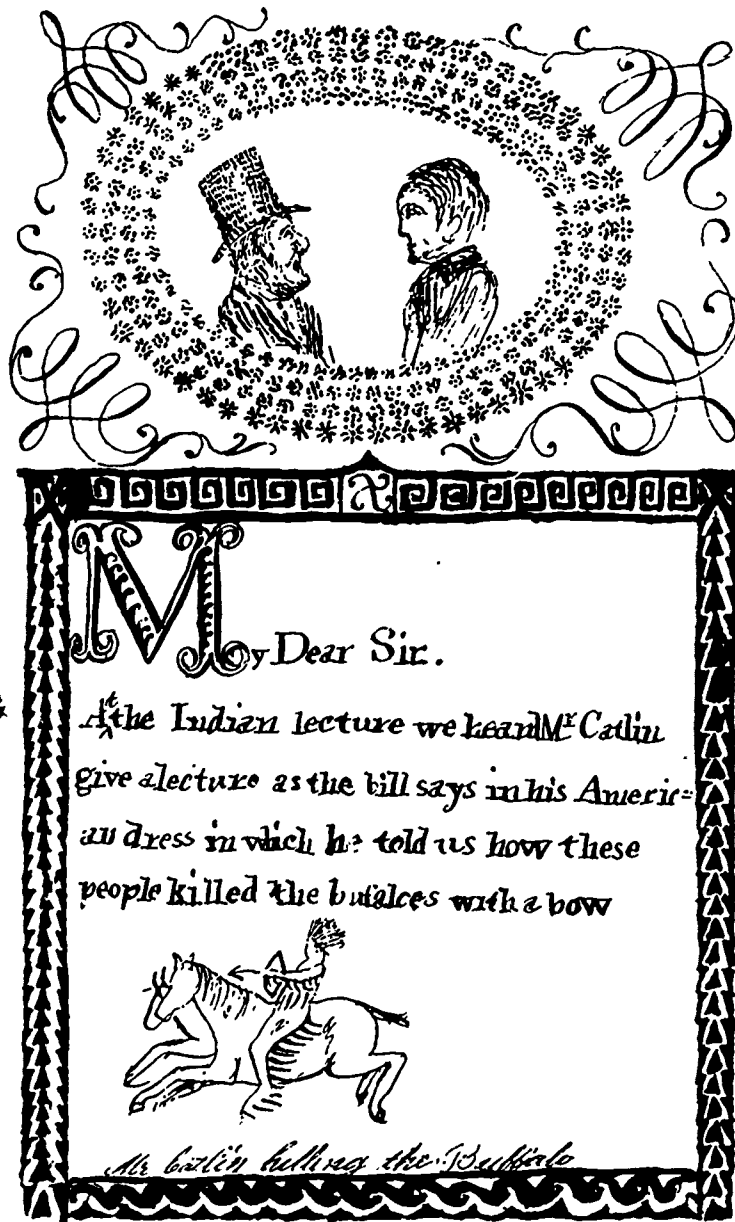 My Dear Sir.
At the Indian lecture we heard Mr Catlin
give a lecture as the bill says in his Americ=
an dress in which he told us how these
people killed the bufaloes with a bow
Mr Catlin killing the Buffalo